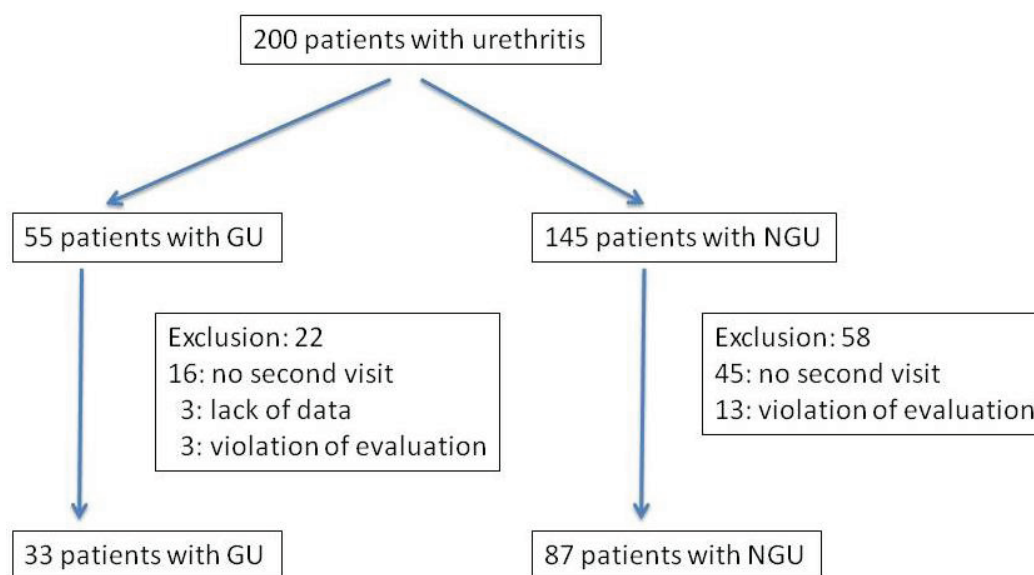 200 patients with urethritis
55 patients with GU
145 patients with NGU
Exclusion: 22
16: no second visit
3: lack of data
3: violation of evaluation
Exclusion: 58
45: no second visit
13: violation of evaluation
33 patients with GU
87 patients with NGU